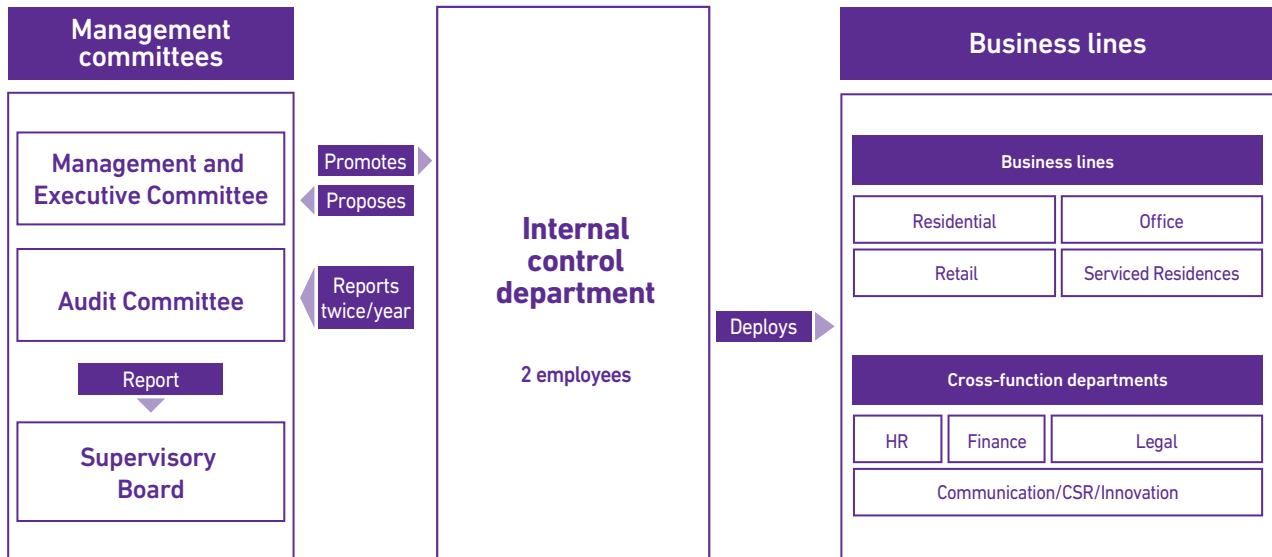 Management
committees
Management and
Executive Committee
Audit Committee
Report
Supervisory
Board
Promotes
Proposes
Reports
twice/year
Internal
control
department
2 employees
Deploys
Business lines
Business lines
Residential
Office
Retail
Serviced Residences
Cross-function departments
HR
Finance
Legal
Communication/CSR/Innovation